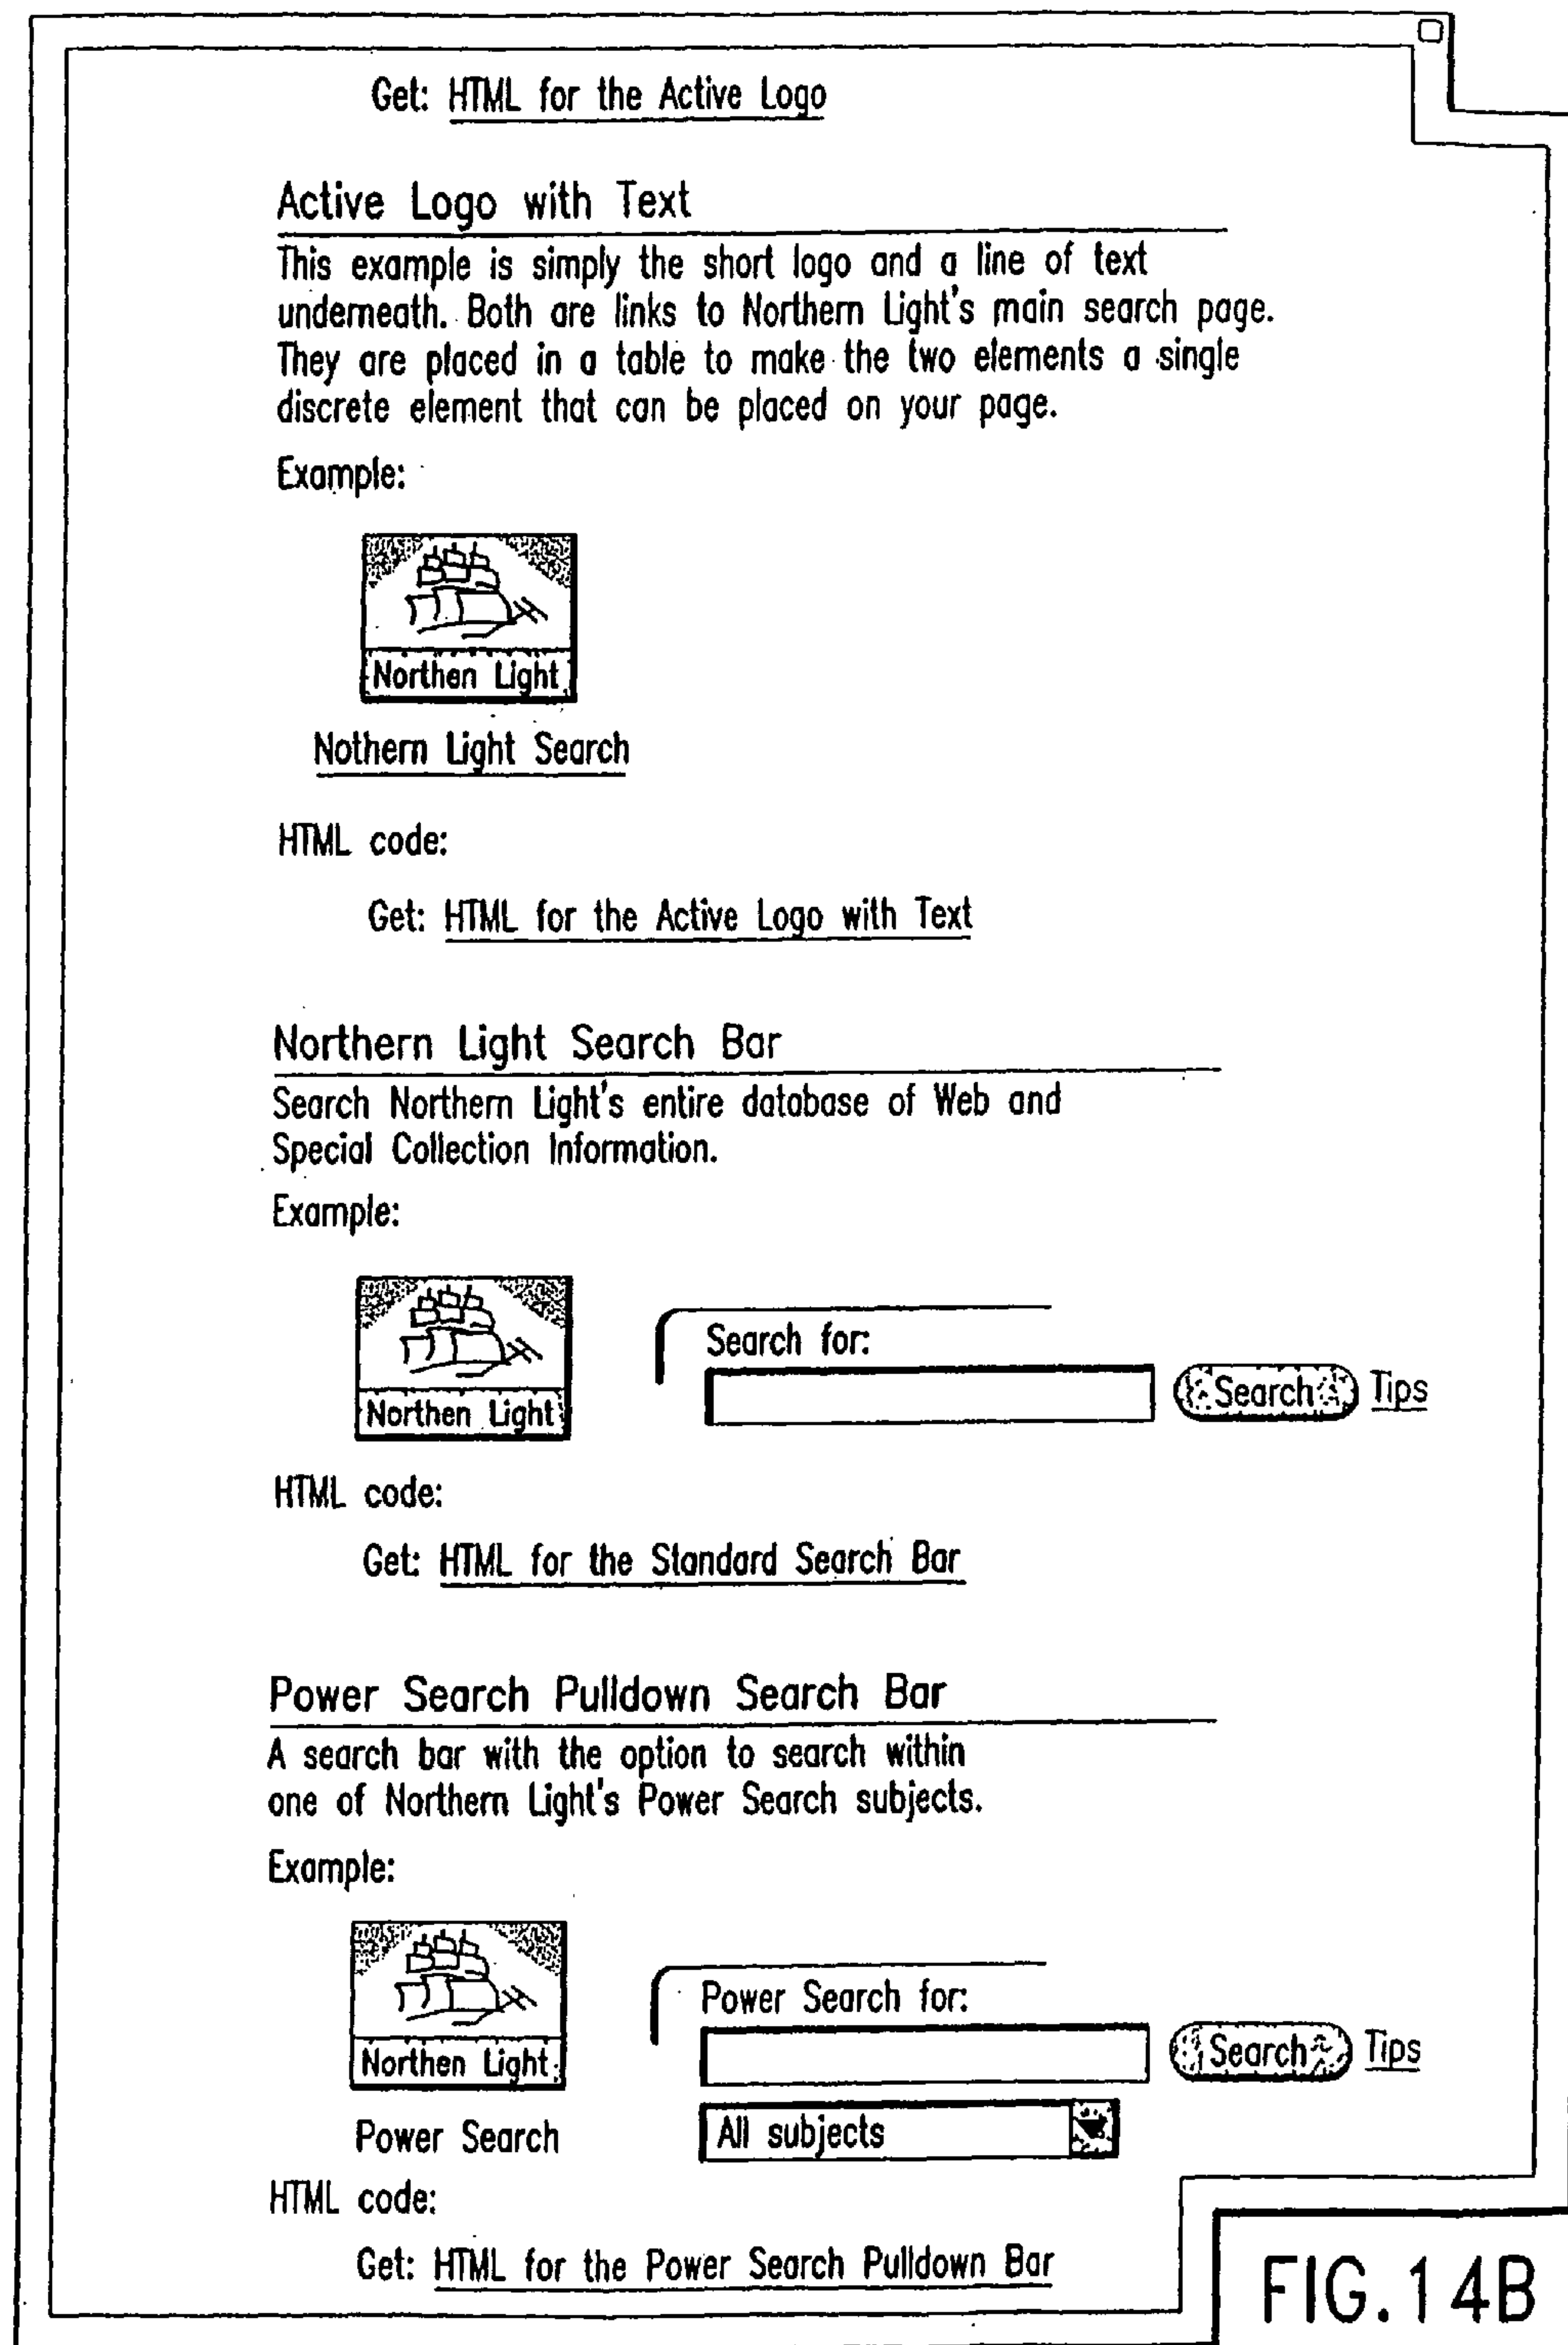 Get: HTML for the Active Logo
Active Logo with Text
This example is simply the short logo and a line of text
underneath. Both are links to Northern Light's main search page.
They are placed in a table to make the two elements a single
discrete element that can be placed on your page.
Example:
Northen Light
Nothern Light Search
HTML code:
Get: HTML for the Active Logo with Text
Northern Light Search Bar
Search Northern Light's entire database of Web and
Special Collection Information.
Example:
Northen Light
Search for:
Search Tips
HTML code:
Get: HTML for the Standard Search Bar
Power Search Pulldown Search Bar
A search bar with the option to search within
one of Northern Light's Power Search subjects.
Example:
Northen Light
Power Search for:
Search Tips
Power Search
All subjects
HTML code:
Get: HTML for the Power Search Pulldown Bar
FIG.14B